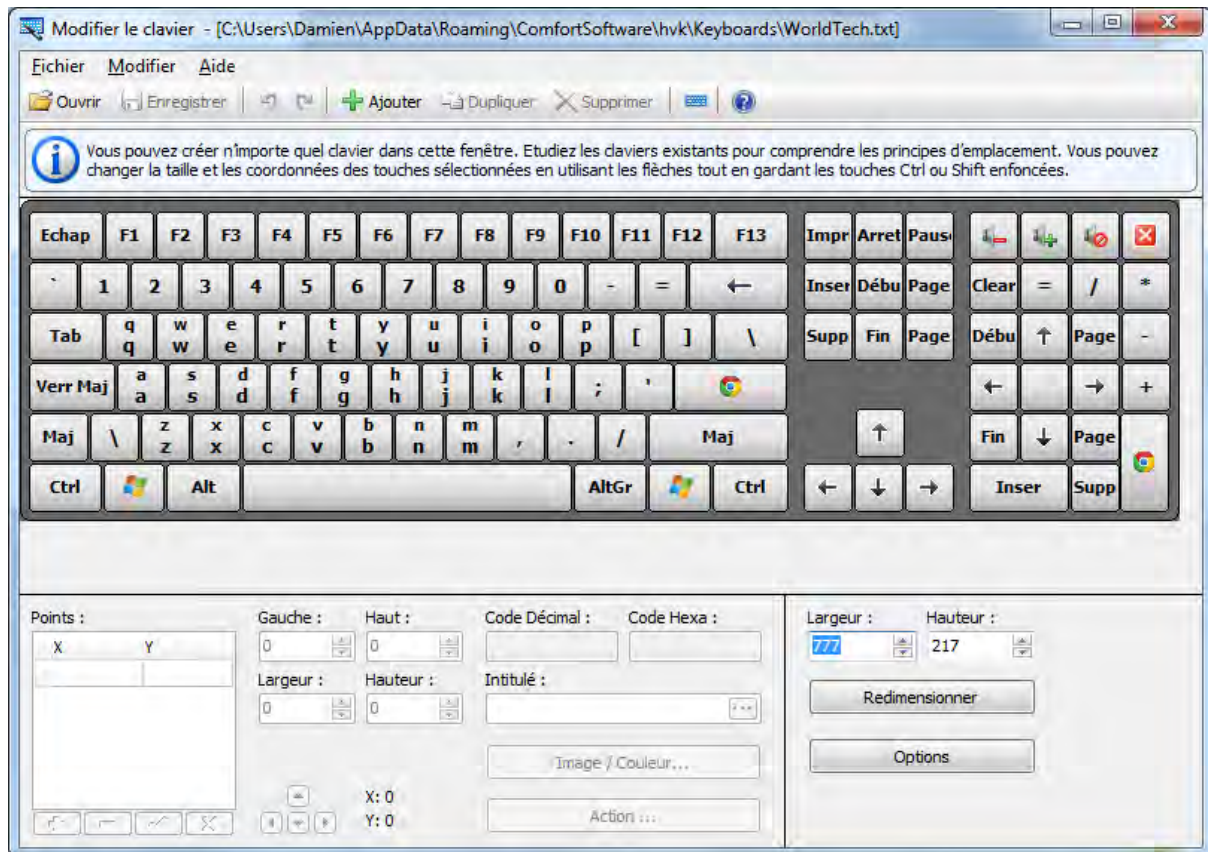 Modifier le clavier - [C:\Users\Damien\AppData\Roaming\ComfortSoftware\hvk\Keyboards\WorldTech.txt]
Fichier Modifier Aide
Ouvrir Enregistrer Ajouter Dupliquer Supprimer
Vous pouvez créer n'importe quel clavier dans cette fenêtre. Etudiez les claviers existants pour comprendre les principes d'emplacement. Vous pouvez
changer la taille et les coordonnées des touches sélectionnées en utilisant les flèches tout en gardant les touches Ctrl ou Shift enfoncées.
Echap F1 F2 F3 F4 F5 F6 F7 F8 F9 F10 F11 F12 F13 Impr Arret Paus
` 1 2 3 4 5 6 7 8 9 0 - = ← Inser Débu Page Clear = / *
Tab q w e r t y u i o p [ ] \ Supp Fin Page Débu ↑ Page -
q w e r t y u i o p
Verr Maj a s d f g h j k l ; ' ← → +
a s d f g h j k l
Maj \ z x c v b n m , . / Maj ↑ Fin ↓ Page
z x c v b n m
Ctrl Alt AltGr Ctrl ← ↓ → Inser Supp
Points : Gauche : Haut : Code Décimal : Code Hexa : Largeur : Hauteur :
X Y 0 0 777 217
Largeur : Hauteur : Intitulé :
0 0 ...
Redimensionner
Image / Couleur...
Options
X: 0
Y: 0
Action ...